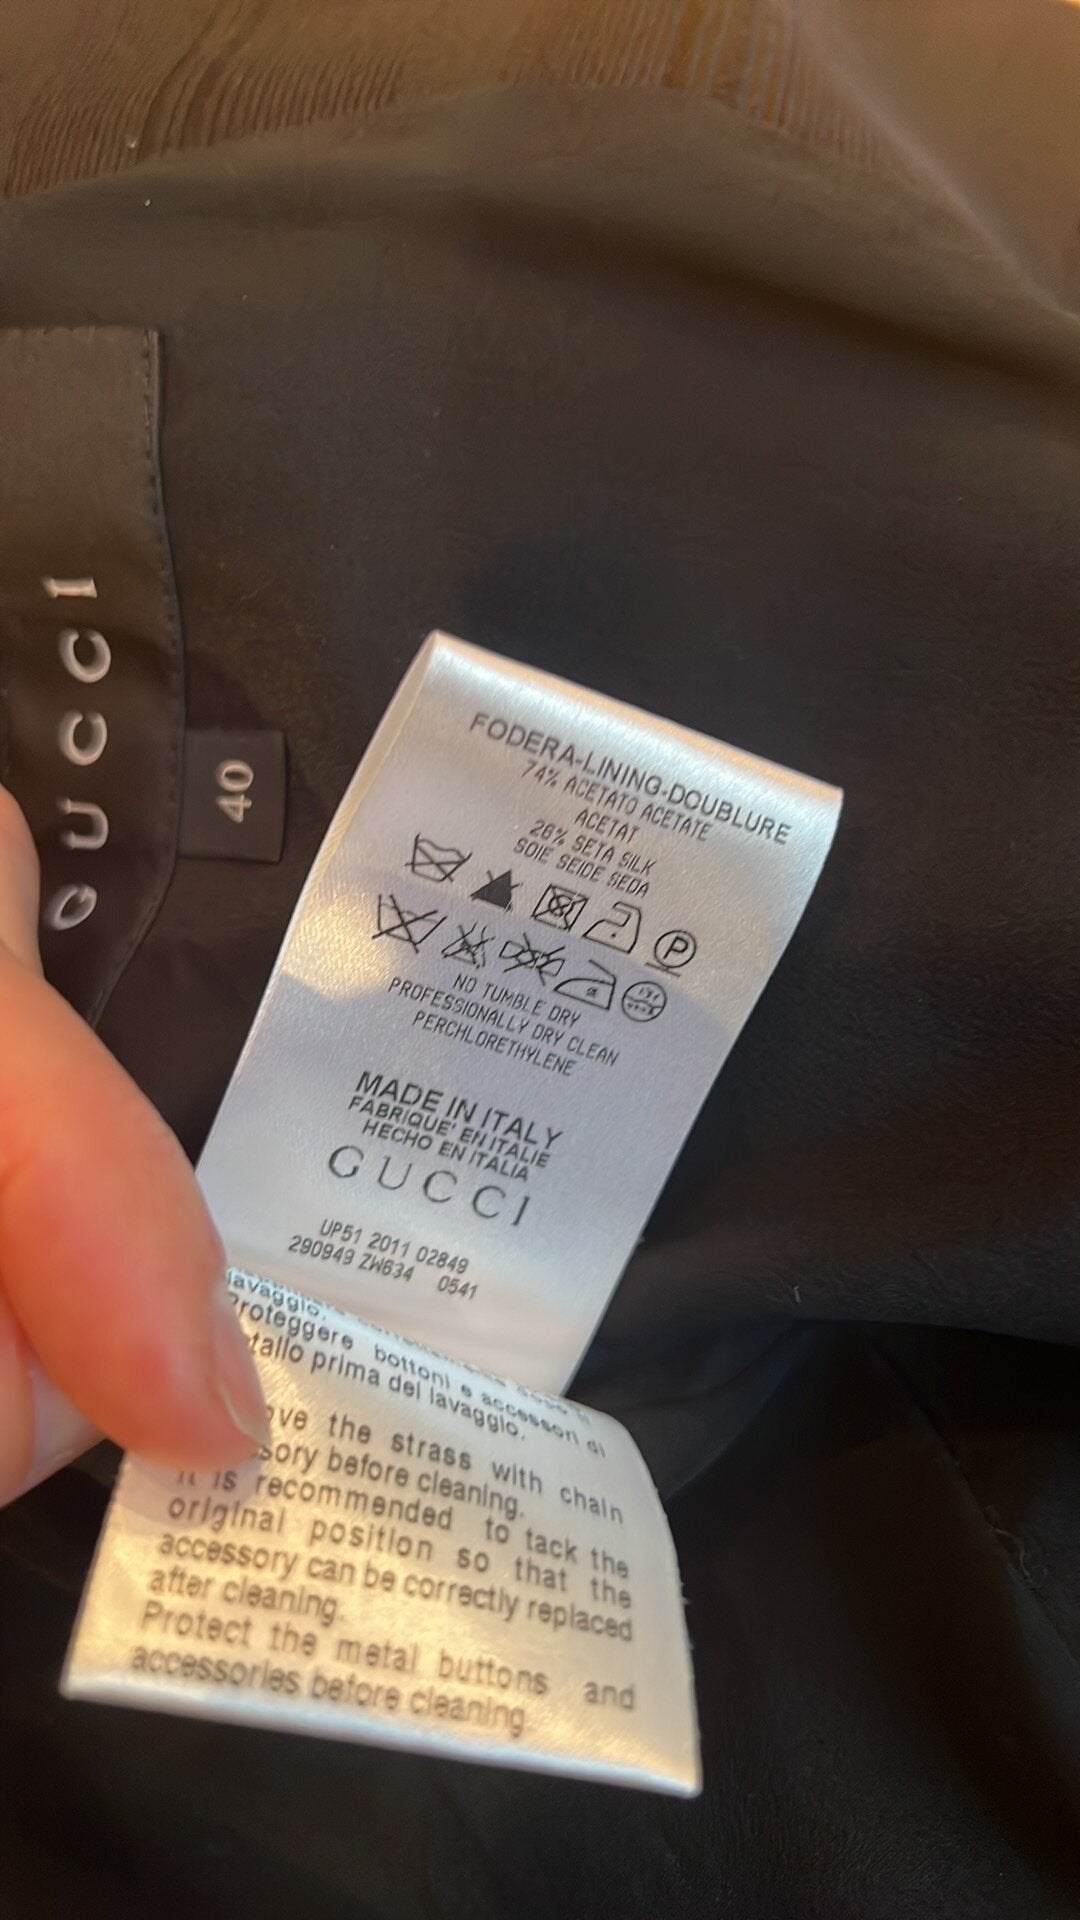 GUCCI
40
FODERA-LINING-DOUBLURE
74% ACETATO ACETATE
ACETAT
26% SETA SILK
SOIE SEIDE SEDA
P
NO TUMBLE DRY
PROFESSIONALLY DRY CLEAN
PERCHLORETHYLENE
MADE IN ITALY
FABRIQUE' EN ITALIE
HECHO EN ITALIA
GUCCI
UP51 2011 02849
290949 ZW634 0541
lavaggio.
Proteggere bottoni e accessori di
tallo prima del lavaggio.
ove the strass with chain
sory before cleaning.
It is recommended to tack the
original position so that the
accessory can be correctly replaced
after cleaning.
Protect the metal buttons and
accessories before cleaning.